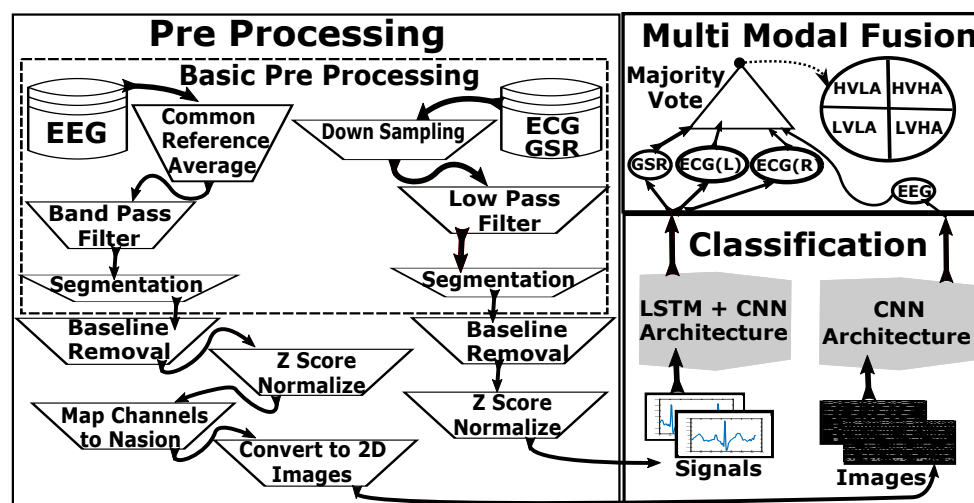 Pre Processing
Basic Pre Processing
EEG
Common
Reference
Average
Down Sampling
ECG
GSR
Band Pass
Filter
Low Pass
Filter
Segmentation
Segmentation
Baseline
Removal
Baseline
Removal
Z Score
Normalize
Map Channels
to Nasion
Z Score
Normalize
Convert to 2D
Images
Multi Modal Fusion
Majority
Vote
HVLA
HVHA
LVLA
LVHA
GSR
ECG(L)
ECG(R)
EEG
Classification
LSTM + CNN
Architecture
CNN
Architecture
Signals
Images